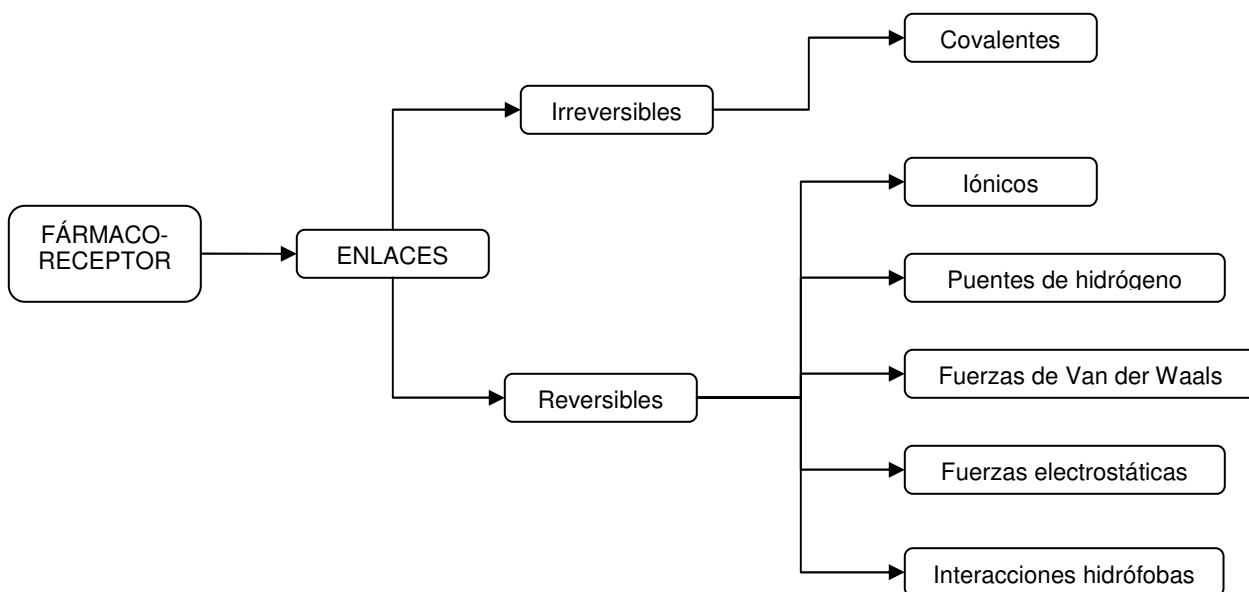 Covalentes
Irreversibles
Iónicos
FÁRMACO-
RECEPTOR
ENLACES
Puentes de hidrógeno
Fuerzas de Van der Waals
Reversibles
Fuerzas electrostáticas
Interacciones hidrófobas